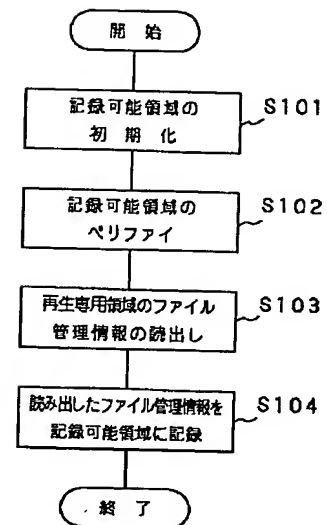 開始
記録可能領域の
初期化
S101
記録可能領域の
ベリファイ
S102
再生専用領域のファイル
管理情報の読出し
S103
読み出したファイル管理情報を
記録可能領域に記録
S104
終了